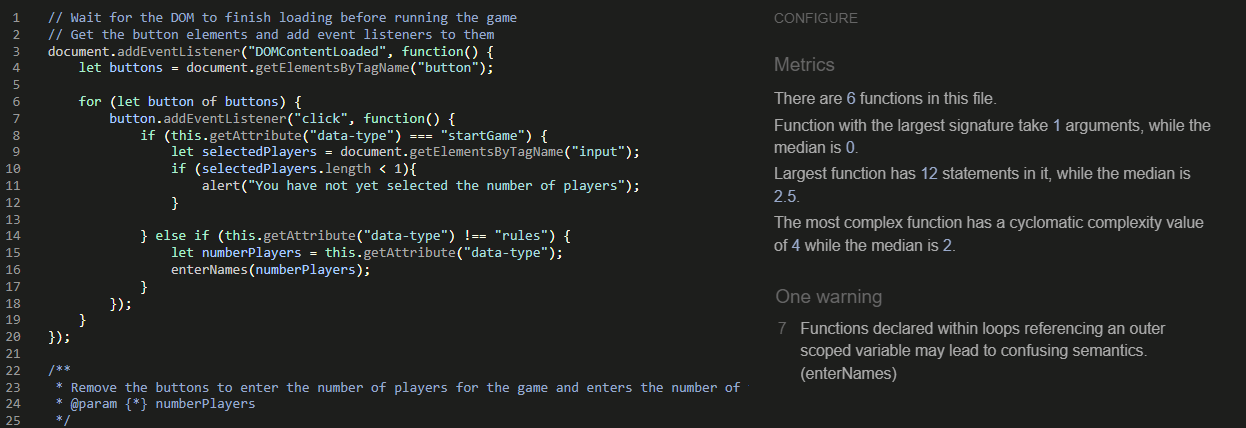 1 // Wait for the DOM to finish loading before running the game
2 // Get the button elements and add event listeners to them
3 document.addEventListener("DOMContentLoaded", function() {
4     let buttons = document.getElementsByTagName("button");
5
6     for (let button of buttons) {
7         button.addEventListener("click", function() {
8             if (this.getAttribute("data-type") === "startGame") {
9                 let selectedPlayers = document.getElementsByTagName("input");
10                if (selectedPlayers.length < 1){
11                    alert("You have not yet selected the number of players");
12                }
13
14            } else if (this.getAttribute("data-type") !== "rules") {
15                let numberPlayers = this.getAttribute("data-type");
16                enterNames(numberPlayers);
17            }
18        });
19    }
20 });
21
22 /**
23  * Remove the buttons to enter the number of players for the game and enters the number of
24  * @param {*} numberPlayers
25  */
CONFIGURE
Metrics
There are 6 functions in this file.
Function with the largest signature take 1 arguments, while the
median is 0.
Largest function has 12 statements in it, while the median is
2.5.
The most complex function has a cyclomatic complexity value
of 4 while the median is 2.
One warning
7 Functions declared within loops referencing an outer
scoped variable may lead to confusing semantics.
(enterNames)